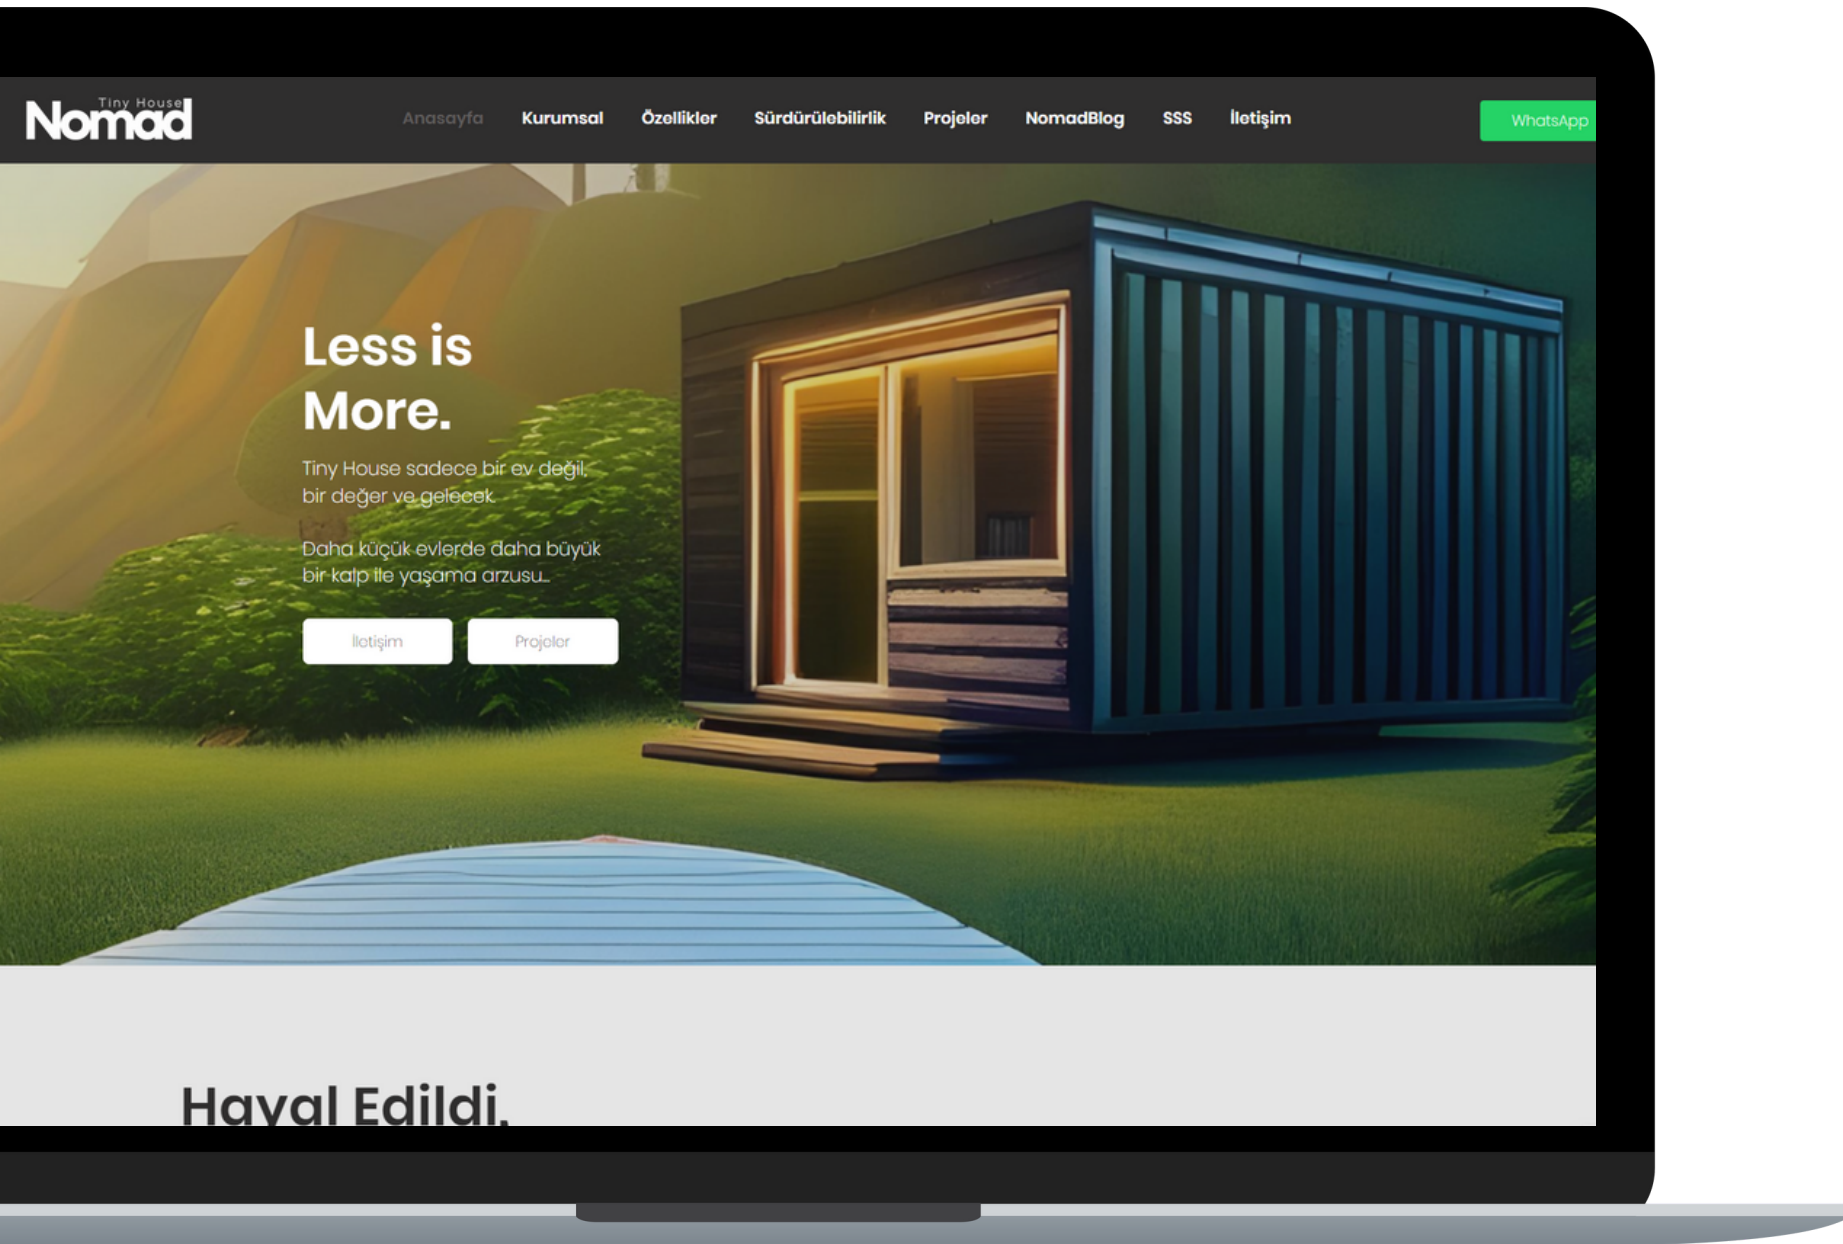 Tiny House
Nomad
Anasayfa Kurumsal Özellikler Sürdürülebilirlik Projeler NomadBlog SSS İletişim
WhatsApp
Less is
More.
Tiny House sadece bir ev değil,
bir değer ve gelecek.
Daha küçük evlerde daha büyük
bir kalp ile yaşama arzusu...
İletişim Projeler
Hayal Edildi,